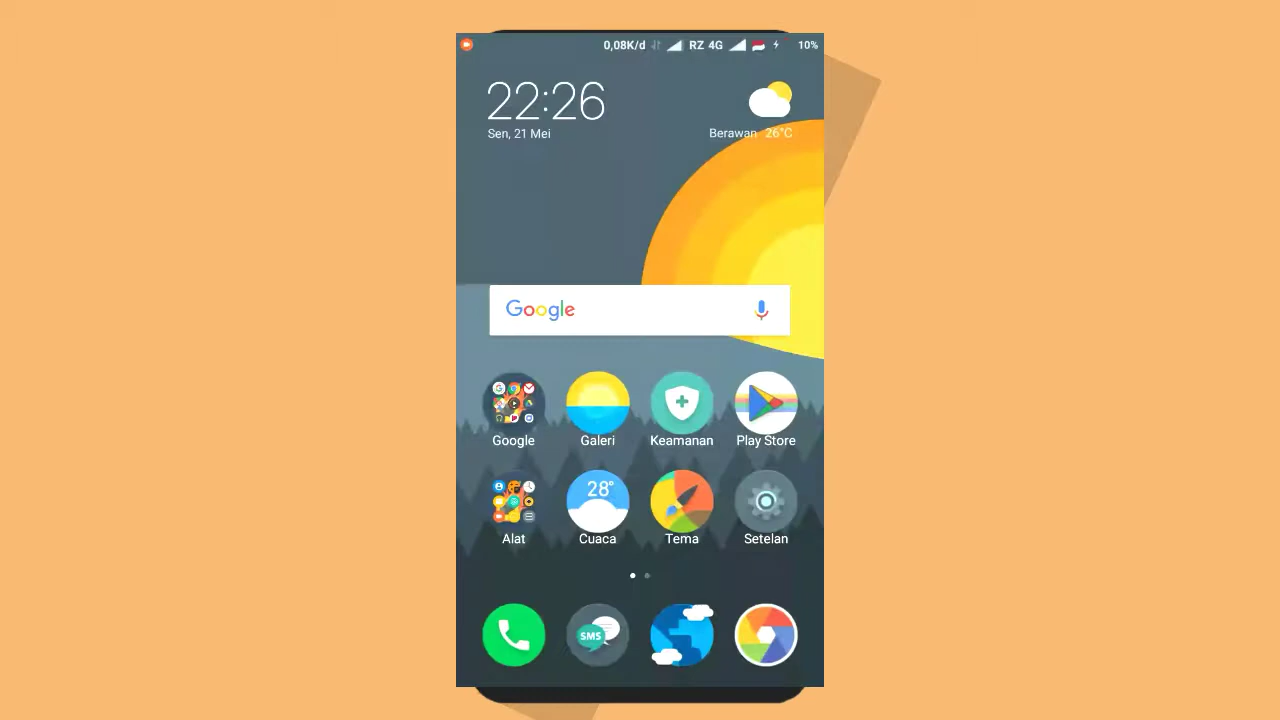 0,08K/d RZ 4G 10%
22:26
Sen, 21 Mei
Berawan 26°C
Google
Google Galeri Keamanan Play Store
28°
Alat Cuaca Tema Setelan
SMS